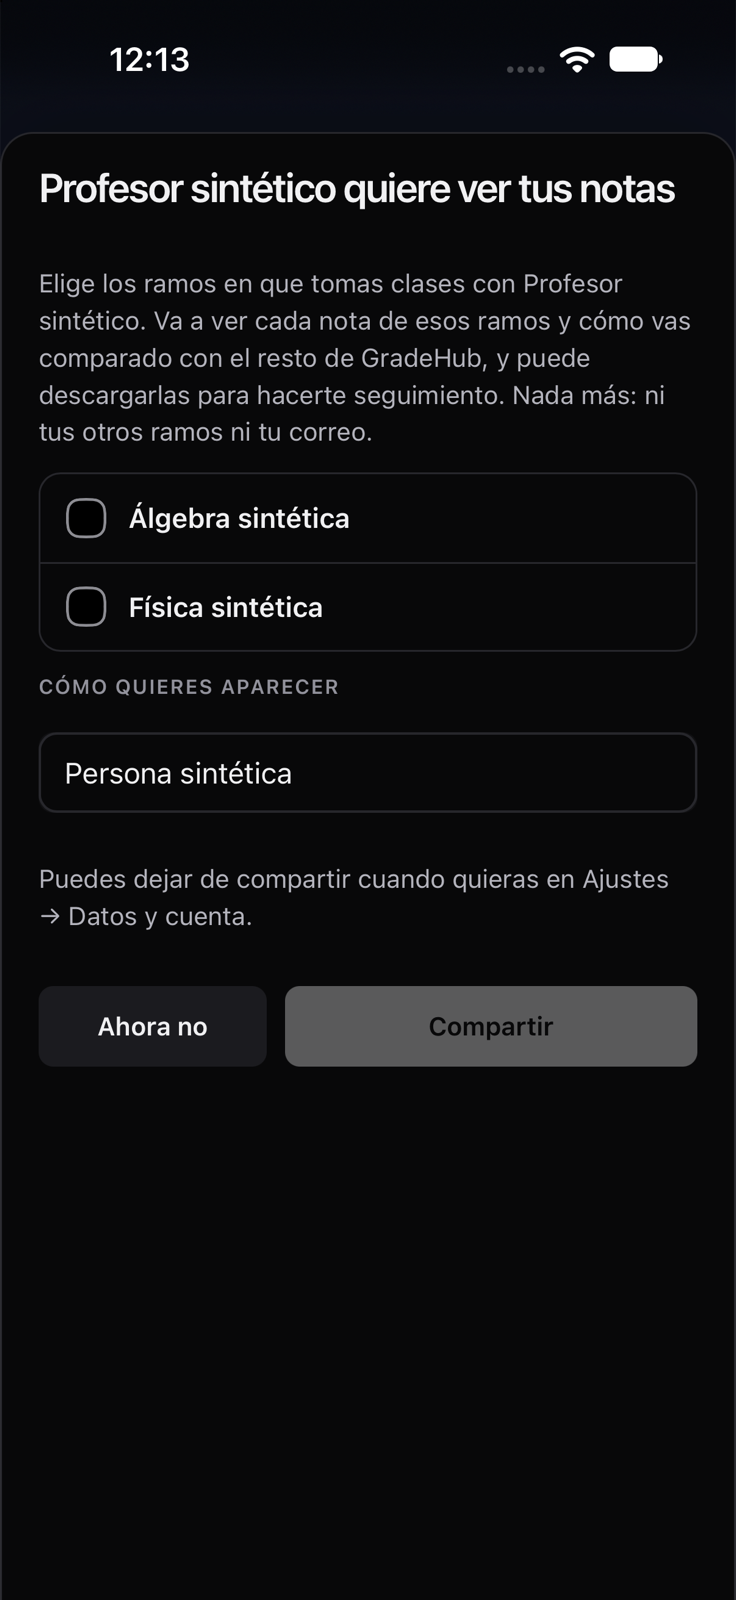 12:13
Profesor sintético quiere ver tus notas
Elige los ramos en que tomas clases con Profesor
sintético. Va a ver cada nota de esos ramos y cómo vas
comparado con el resto de GradeHub, y puede
descargarlas para hacerte seguimiento. Nada más: ni
tus otros ramos ni tu correo.
Álgebra sintética
Física sintética
CÓMO QUIERES APARECER
Persona sintética
Puedes dejar de compartir cuando quieras en Ajustes
→ Datos y cuenta.
Ahora no
Compartir